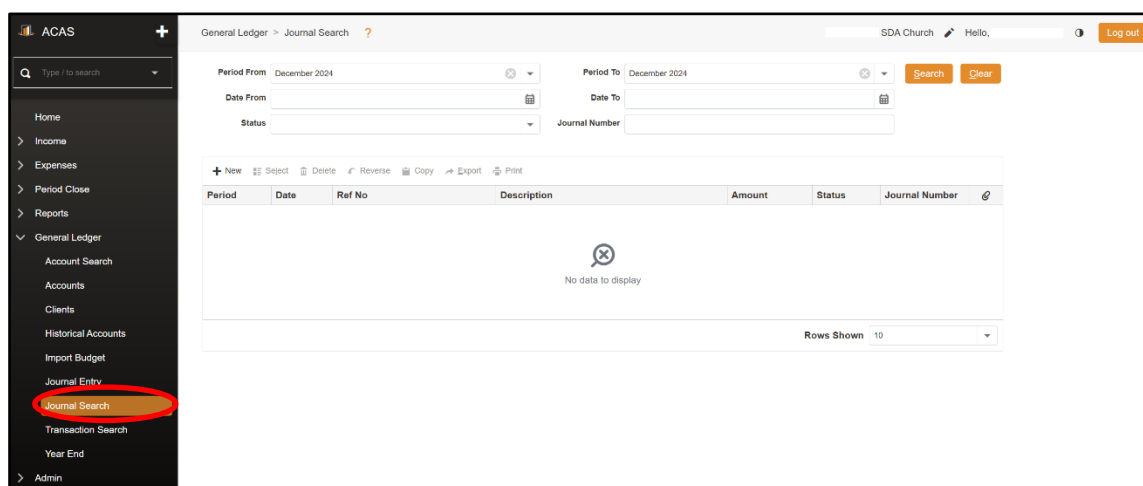 ACAS
General Ledger > Journal Search ?
SDA Church Hello,
Log out
Type / to search
Home
Income
Expenses
Period Close
Reports
General Ledger
Account Search
Accounts
Clients
Historical Accounts
Import Budget
Journal Entry
Journal Search
Transaction Search
Year End
Admin
Period From December 2024
Period To December 2024
Search Clear
Date From
Date To
Status
Journal Number
New Select Delete Reverse Copy Export Print
Period Date Ref No Description Amount Status Journal Number
No data to display
Rows Shown 10